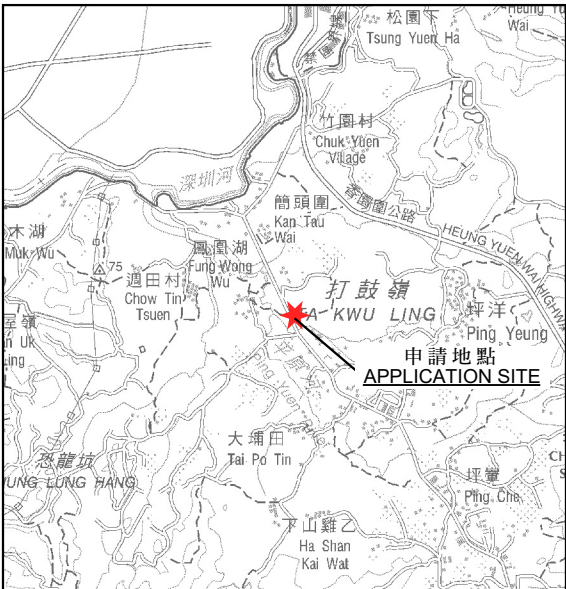 松園下
Tsung Yuen Ha
Wai
竹園村
Chuk Yuen
Village
深圳河
簡頭圍
Kan Tau
Wai
香園圍公路
HEUNG YUEN WAI HIGHWAY
木湖
Muk Wu
鳳凰湖
Fung Wong
Wu
75
週田村
Chow Tin
Tsuen
打鼓嶺
A KWU LING
坪洋
Ping Yeung
申請地點
APPLICATION SITE
大埔田
Tai Po Tin
恐龍坑
UNG LUNG HANG
坪輋
Ping Che
下山雞乙
Ha Shan
Kai Wat